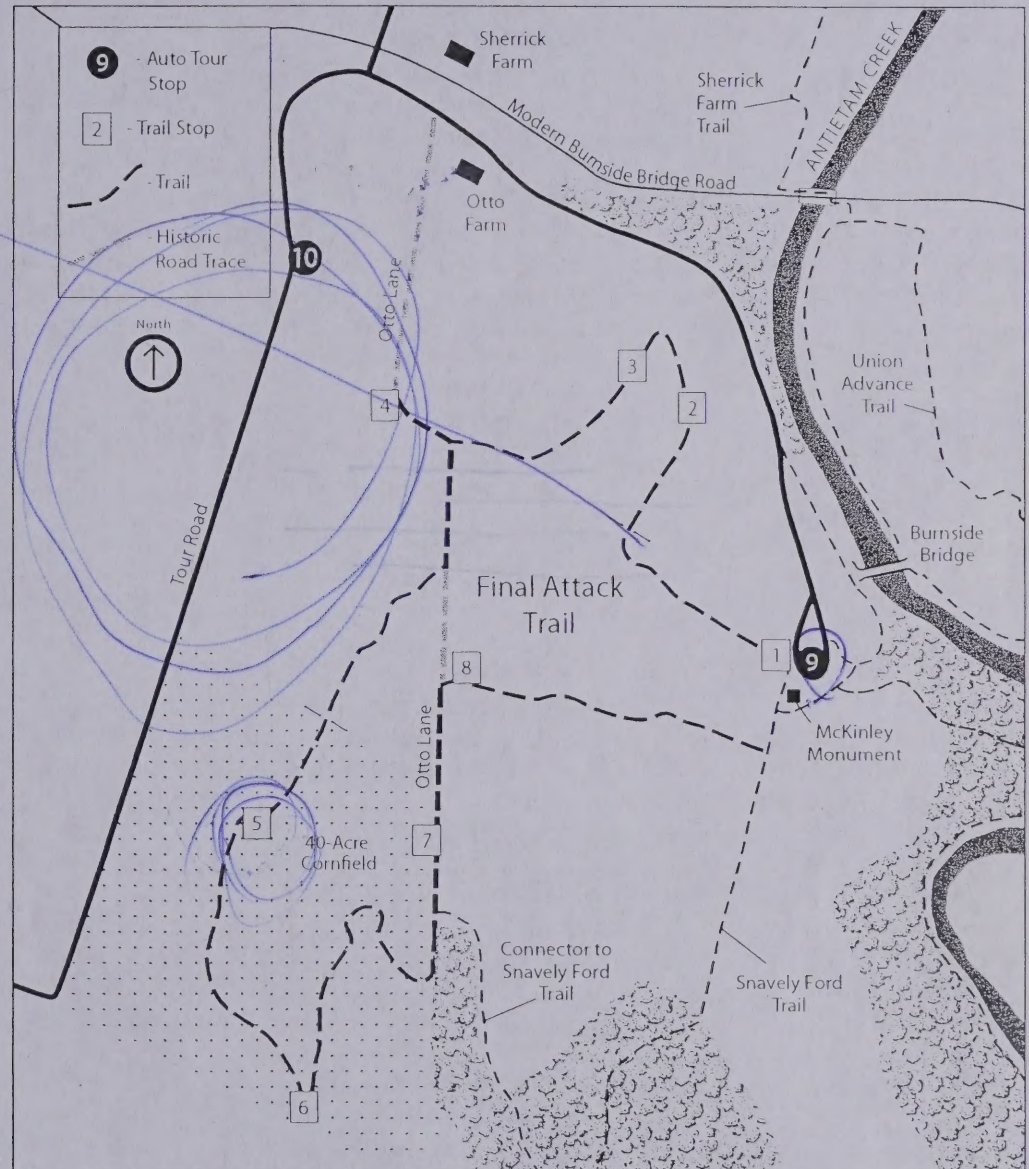 9 - Auto Tour
Stop
2 - Trail Stop
- Trail
- Historic
Road Trace
North
Sherrick
Farm
Sherrick
Farm
Trail
ANTIETAM CREEK
Modern Burnside Bridge Road
Otto
Farm
10
Otto Lane
Union
Advance
Trail
3
4
2
Tour Road
Burnside
Bridge
Final Attack
Trail
1
9
8
McKinley
Monument
Otto Lane
5
40-Acre
Cornfield
7
Connector to
Snavely Ford
Trail
Snavely Ford
Trail
6